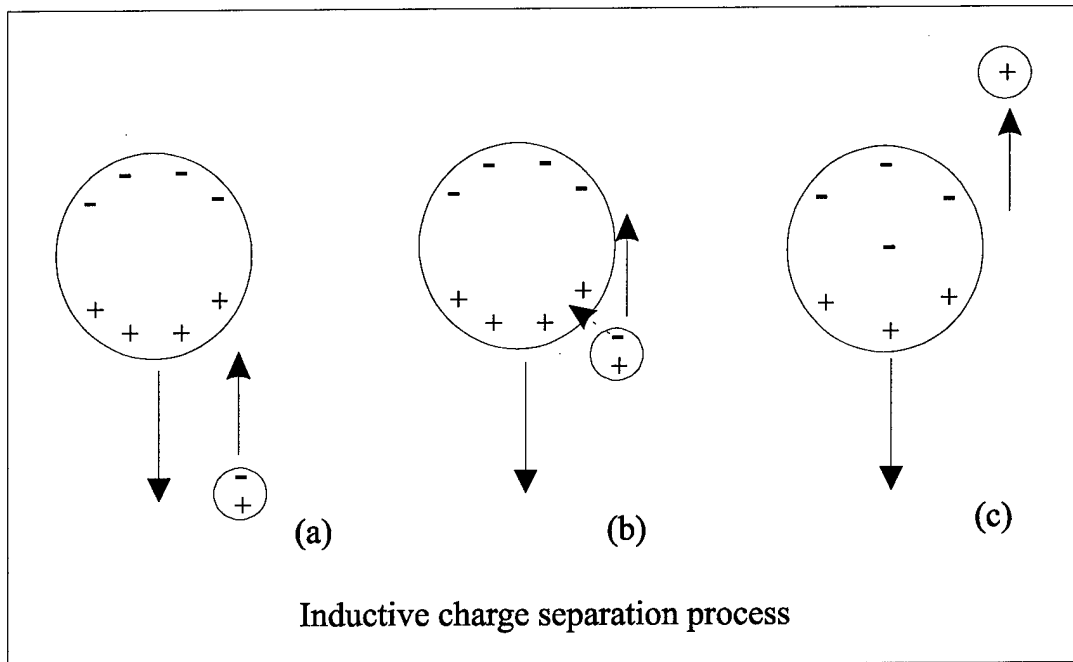 +
- - - -
- - - -
- - -
-
+ + + +
+ + + +
+ + +
- +
- +
(a)
(b)
(c)
Inductive charge separation process